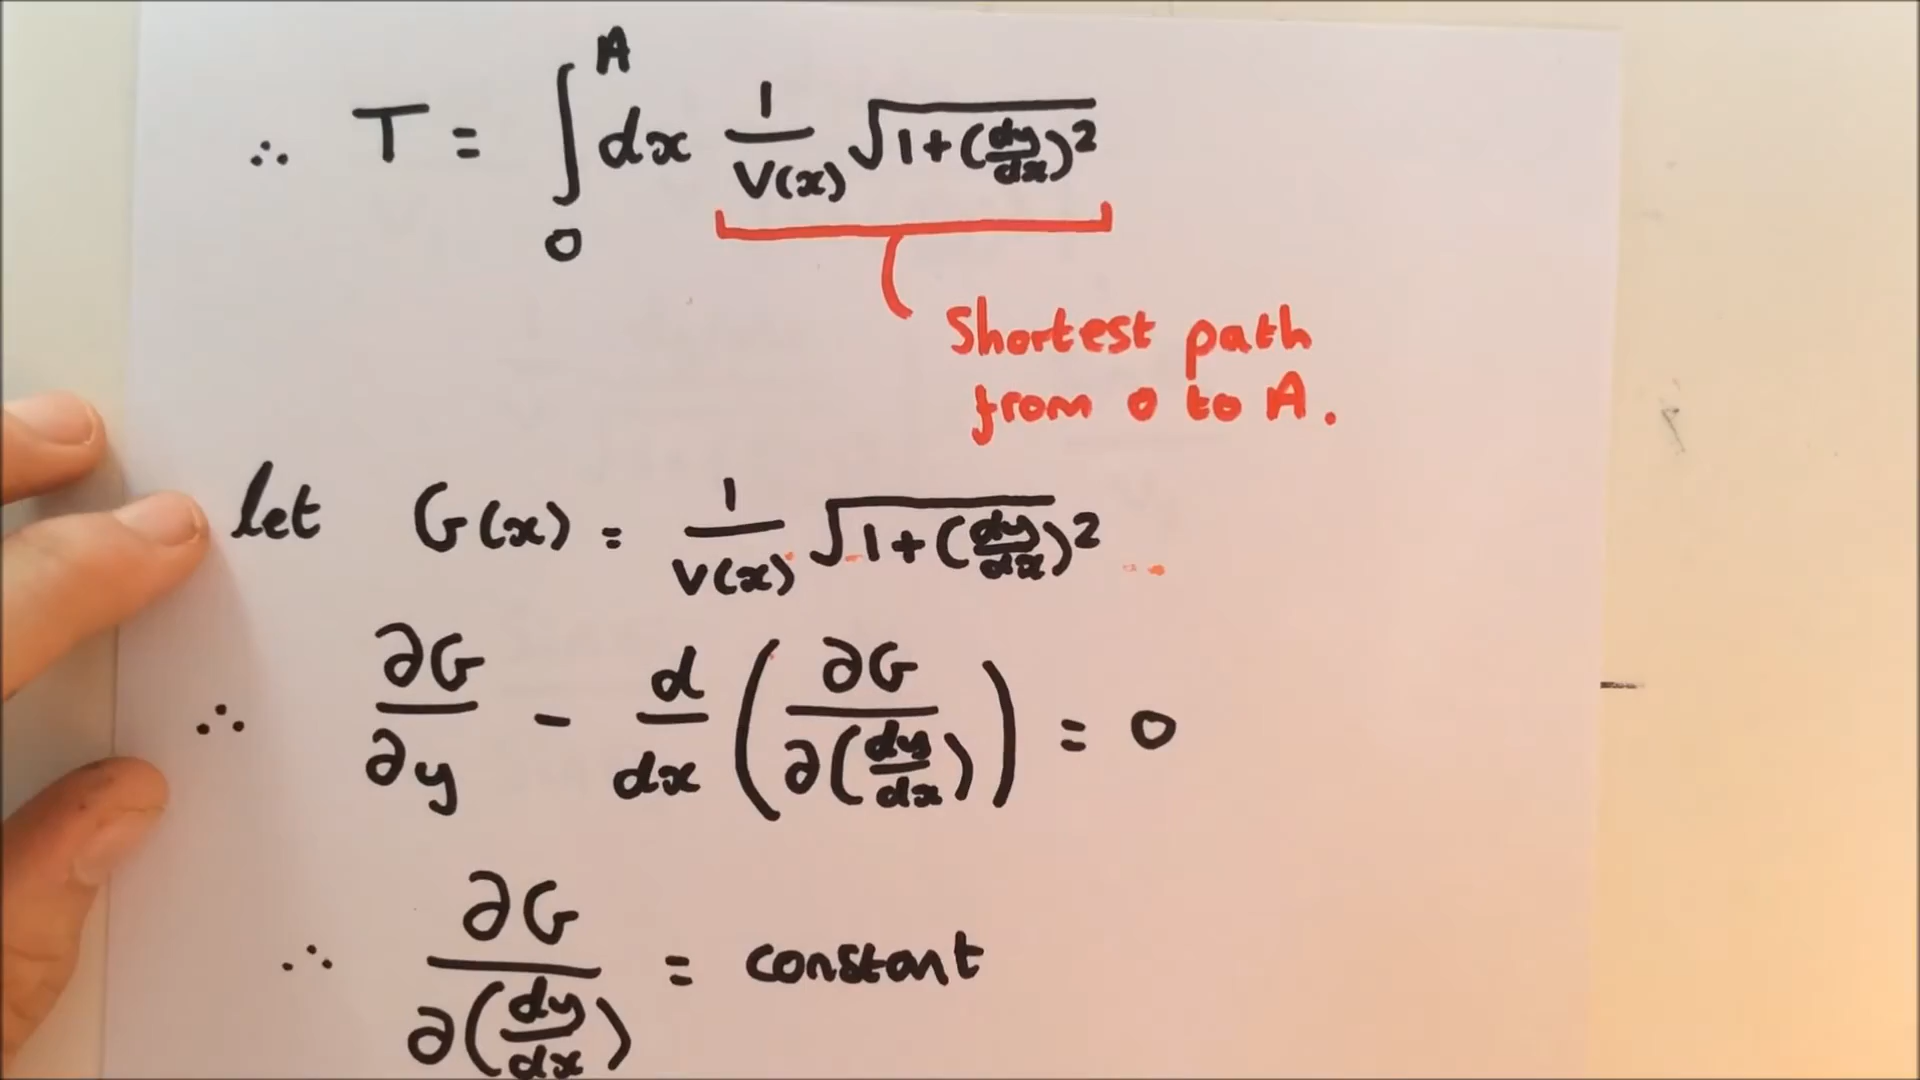 ∴ T = ∫₀ᴬ dx 1/V(x) √(1+(dy/dx)²)
Shortest path
from 0 to A.
let G(x) = 1/V(x) √(1+(dy/dx)²)
∴ ∂G/∂y - d/dx (∂G/∂(dy/dx)) = 0
∴ ∂G/∂(dy/dx) = constant